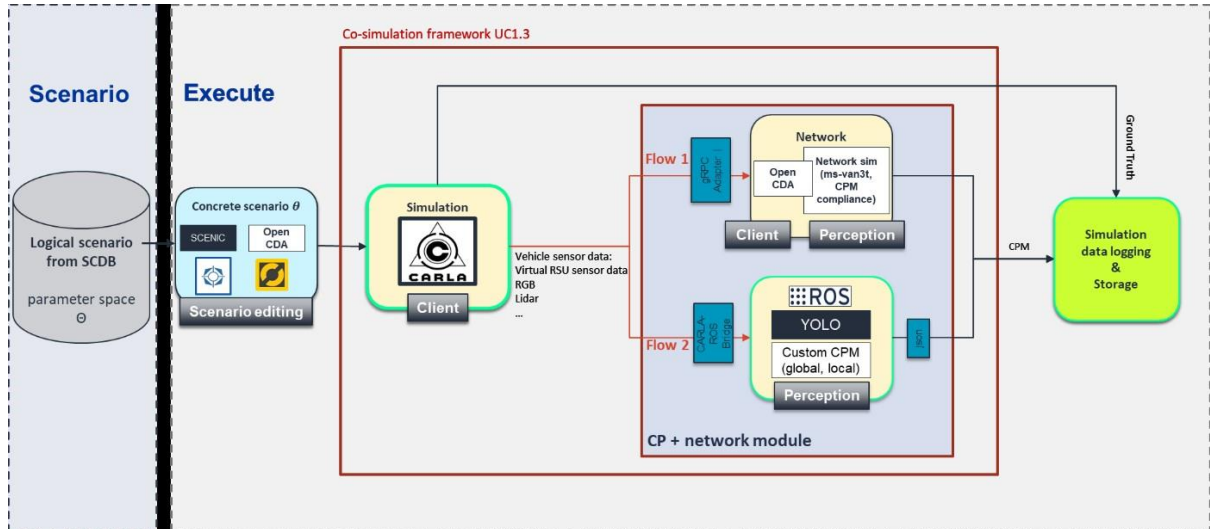 Co-simulation framework UC1.3
Scenario
Execute
Logical scenario
from SCDB
parameter space
Θ
Concrete scenario θ
SCENIC
Open
CDA
Scenario editing
Simulation
CARLA
Client
Vehicle sensor data:
Virtual RSU sensor data
RGB
Lidar
...
Flow 1
gRPC
Adapter |
Network
Open
CDA
Network sim
(ms-van3t,
CPM
compliance)
Client
Perception
Flow 2
CARLA-
ROS
Bridge
ROS
YOLO
Custom CPM
(global, local)
Perception
json
CP + network module
CPM
Ground Truth
Simulation
data logging
&
Storage